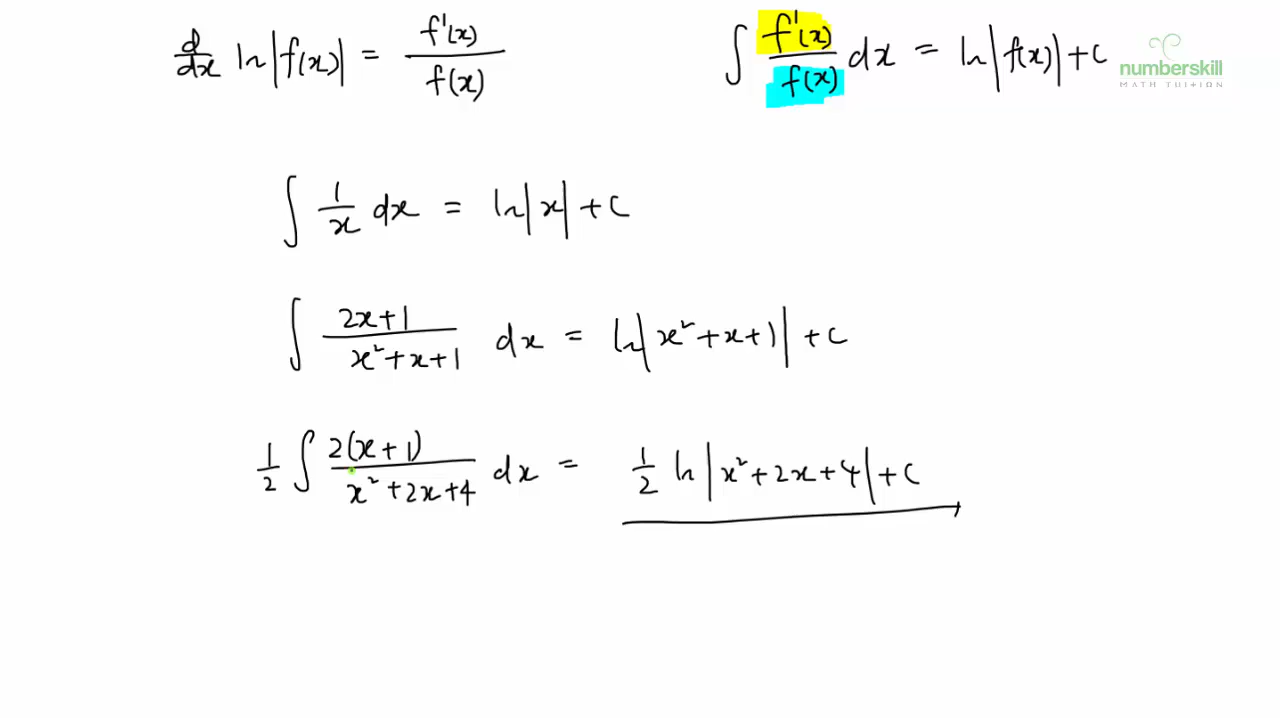 d/dx ln|f(x)| = f'(x)/f(x)
∫ f'(x)/f(x) dx = ln|f(x)| + C
numberskill
MATH TUITION
∫ 1/x dx = ln|x| + C
∫ 2x+1/x²+x+1 dx = ln|x²+x+1| + C
1/2 ∫ 2(x+1)/x²+2x+4 dx = 1/2 ln|x²+2x+4| + C